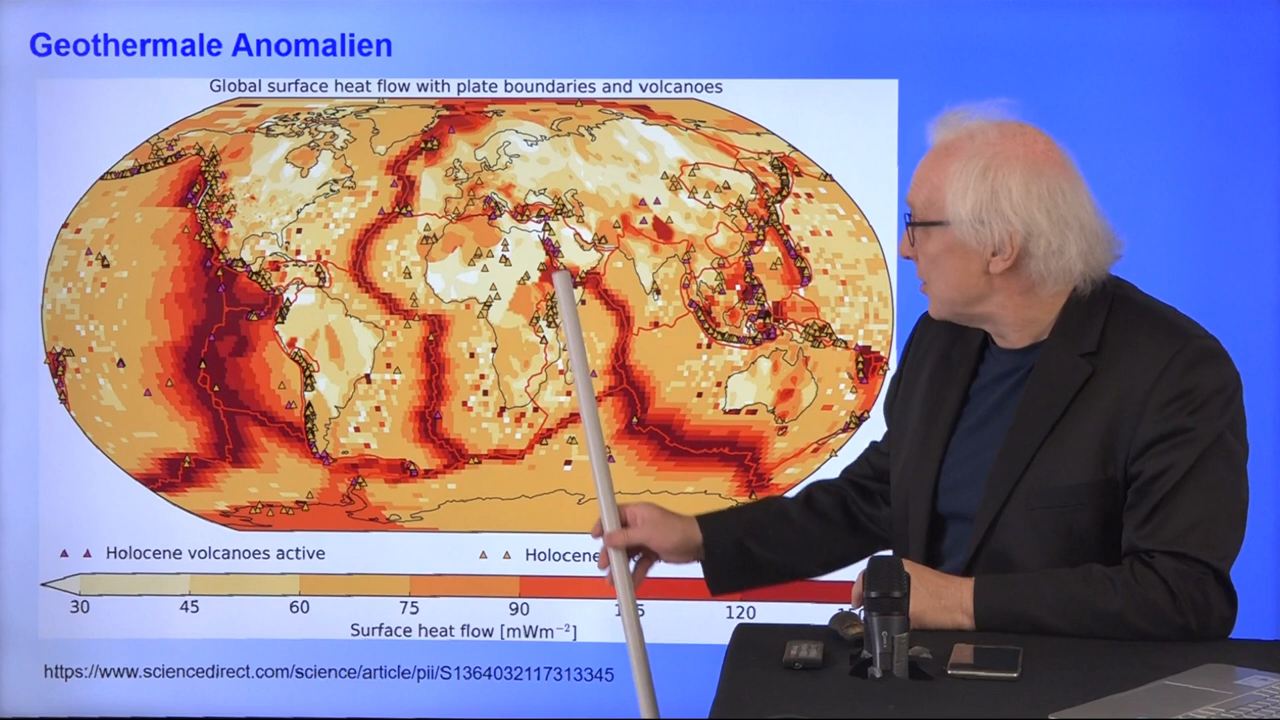 Geothermale Anomalien
Global surface heat flow with plate boundaries and volcanoes
Holocene volcanoes active
Holocene
30 45 60 75 90 120
Surface heat flow [mWm⁻²]
https://www.sciencedirect.com/science/article/pii/S1364032117313345